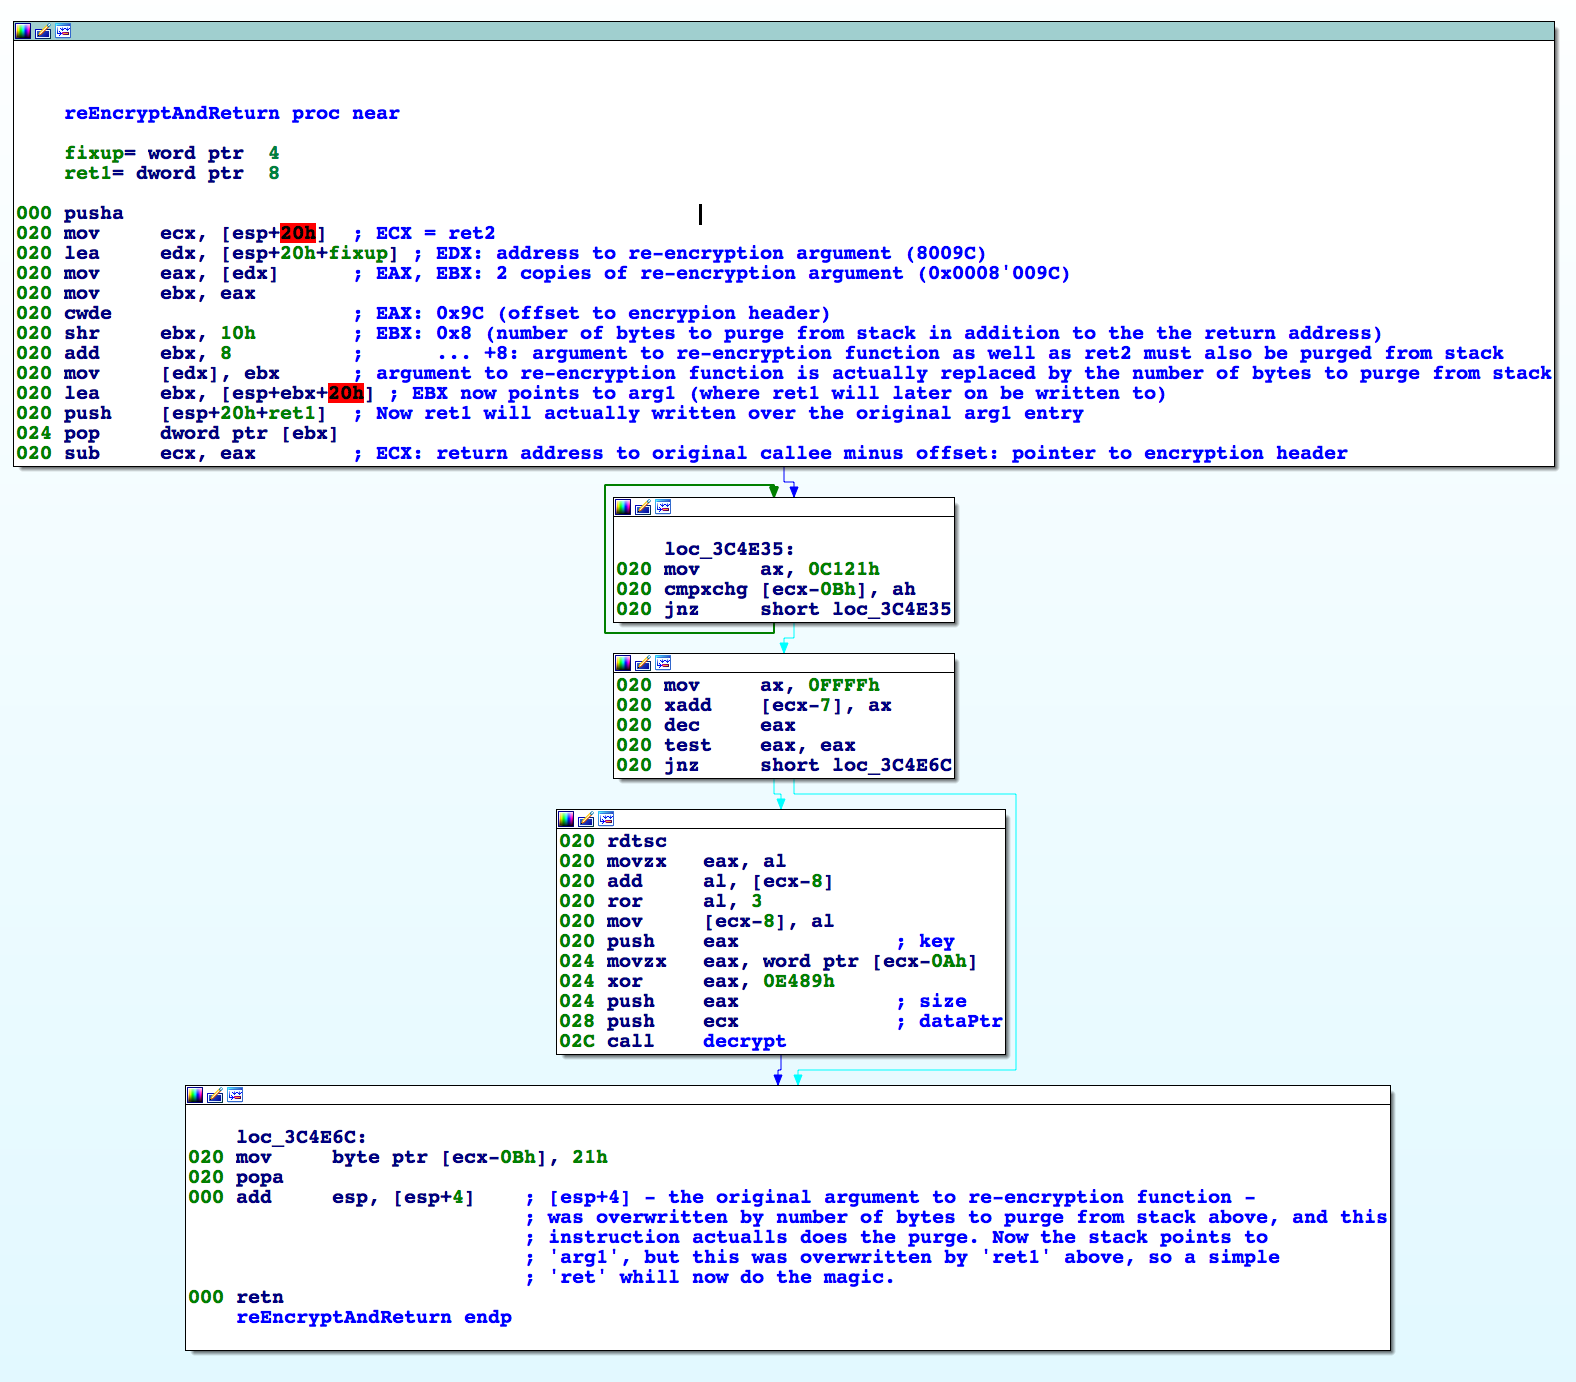 reEncryptAndReturn proc near
fixup= word ptr  4
ret1= dword ptr  8
000 pusha
020 mov     ecx, [esp+20h]  ; ECX = ret2
020 lea     edx, [esp+20h+fixup] ; EDX: address to re-encryption argument (8009C)
020 mov     eax, [edx]      ; EAX, EBX: 2 copies of re-encryption argument (0x0008'009C)
020 mov     ebx, eax
020 cwde                    ; EAX: 0x9C (offset to encrypion header)
020 shr     ebx, 10h        ; EBX: 0x8 (number of bytes to purge from stack in addition to the the return address)
020 add     ebx, 8          ;      ... +8: argument to re-encryption function as well as ret2 must also be purged from stack
020 mov     [edx], ebx      ; argument to re-encryption function is actually replaced by the number of bytes to purge from stack
020 lea     ebx, [esp+ebx+20h] ; EBX now points to arg1 (where ret1 will later on be written to)
020 push    [esp+20h+ret1]  ; Now ret1 will actually written over the original arg1 entry
024 pop     dword ptr [ebx]
020 sub     ecx, eax        ; ECX: return address to original callee minus offset: pointer to encryption header
loc_3C4E35:
020 mov     ax, 0C121h
020 cmpxchg [ecx-0Bh], ah
020 jnz     short loc_3C4E35
020 mov     ax, 0FFFFh
020 xadd    [ecx-7], ax
020 dec     eax
020 test    eax, eax
020 jnz     short loc_3C4E6C
020 rdtsc
020 movzx   eax, al
020 add     al, [ecx-8]
020 ror     al, 3
020 mov     [ecx-8], al
020 push    eax             ; key
024 movzx   eax, word ptr [ecx-0Ah]
024 xor     eax, 0E489h
024 push    eax             ; size
028 push    ecx             ; dataPtr
02C call    decrypt
loc_3C4E6C:
020 mov     byte ptr [ecx-0Bh], 21h
020 popa
000 add     esp, [esp+4]    ; [esp+4] - the original argument to re-encryption function -
; was overwritten by number of bytes to purge from stack above, and this
; instruction actualls does the purge. Now the stack points to
; 'arg1', but this was overwritten by 'ret1' above, so a simple
; 'ret' whill now do the magic.
000 retn
reEncryptAndReturn endp